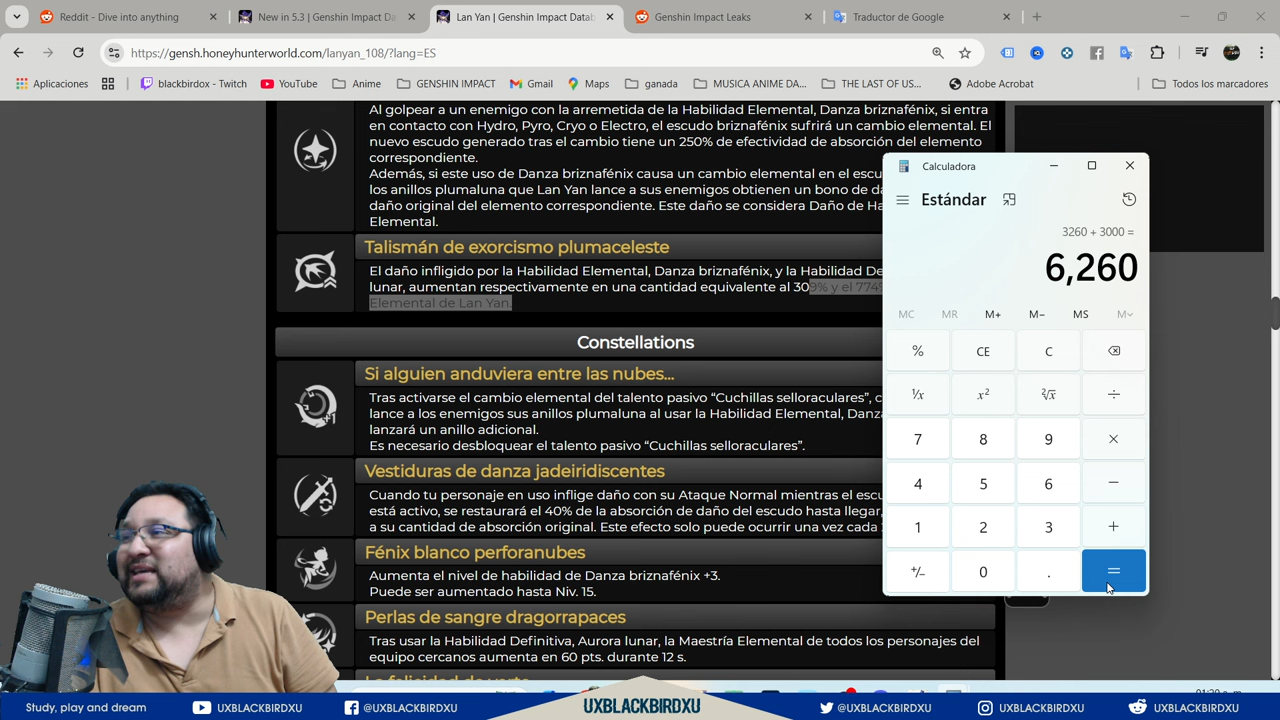 Reddit - Dive into anything
New in 5.3 | Genshin Impact Da
Lan Yan | Genshin Impact Datab
Genshin Impact Leaks
Traductor de Google
https://gensh.honeyhunterworld.com/lanyan_108/?lang=ES
Aplicaciones
blackbirdox - Twitch
YouTube
Anime
GENSHIN IMPACT
Gmail
Maps
ganada
MUSICA ANIME DA...
THE LAST OF US...
Adobe Acrobat
Todos los marcadores
Al golpear a un enemigo con la arremetida de la Habilidad Elemental, Danza briznafénix, si entra
en contacto con Hydro, Pyro, Cryo o Electro, el escudo briznafénix sufrirá un cambio elemental. El
nuevo escudo generado tras el cambio tiene un 250% de efectividad de absorción del elemento
correspondiente.
Además, si este uso de Danza briznafénix causa un cambio elemental en el escu
los anillos plumaluna que Lan Yan lance a sus enemigos obtienen un bono de da
daño original del elemento correspondiente. Este daño se considera Daño de Ha
Elemental.
Talismán de exorcismo plumaceleste
El daño infligido por la Habilidad Elemental, Danza briznafénix, y la Habilidad De
lunar, aumentan respectivamente en una cantidad equivalente al 309% y el 774%
Elemental de Lan Yan.
Constellations
Si alguien anduviera entre las nubes...
Tras activarse el cambio elemental del talento pasivo “Cuchillas selloraculares”, c
lance a los enemigos sus anillos plumaluna al usar la Habilidad Elemental, Danz
lanzará un anillo adicional.
Es necesario desbloquear el talento pasivo “Cuchillas selloraculares”.
Vestiduras de danza jadeiridiscentes
Cuando tu personaje en uso inflige daño con su Ataque Normal mientras el escu
está activo, se restaurará el 40% de la absorción de daño del escudo hasta llegar,
a su cantidad de absorción original. Este efecto solo puede ocurrir una vez cada
Fénix blanco perforanubes
Aumenta el nivel de habilidad de Danza briznafénix +3.
Puede ser aumentado hasta Niv. 15.
Perlas de sangre dragorrapaces
Tras usar la Habilidad Definitiva, Aurora lunar, la Maestría Elemental de todos los personajes del
equipo cercanos aumenta en 60 pts. durante 12 s.
Calculadora
Estándar
3260 + 3000 =
6,260
MC MR M+ M− MS M˅
% CE C
¹/x x² ²√x ÷
7 8 9 ×
4 5 6 −
1 2 3 +
+/− 0 . =
Study, play and dream
UXBLACKBIRDXU
@UXBLACKBIRDXU
UXBLACKBIRDXU
@UXBLACKBIRDXU
UXBLACKBIRDXU
UXBLACKBIRDXU